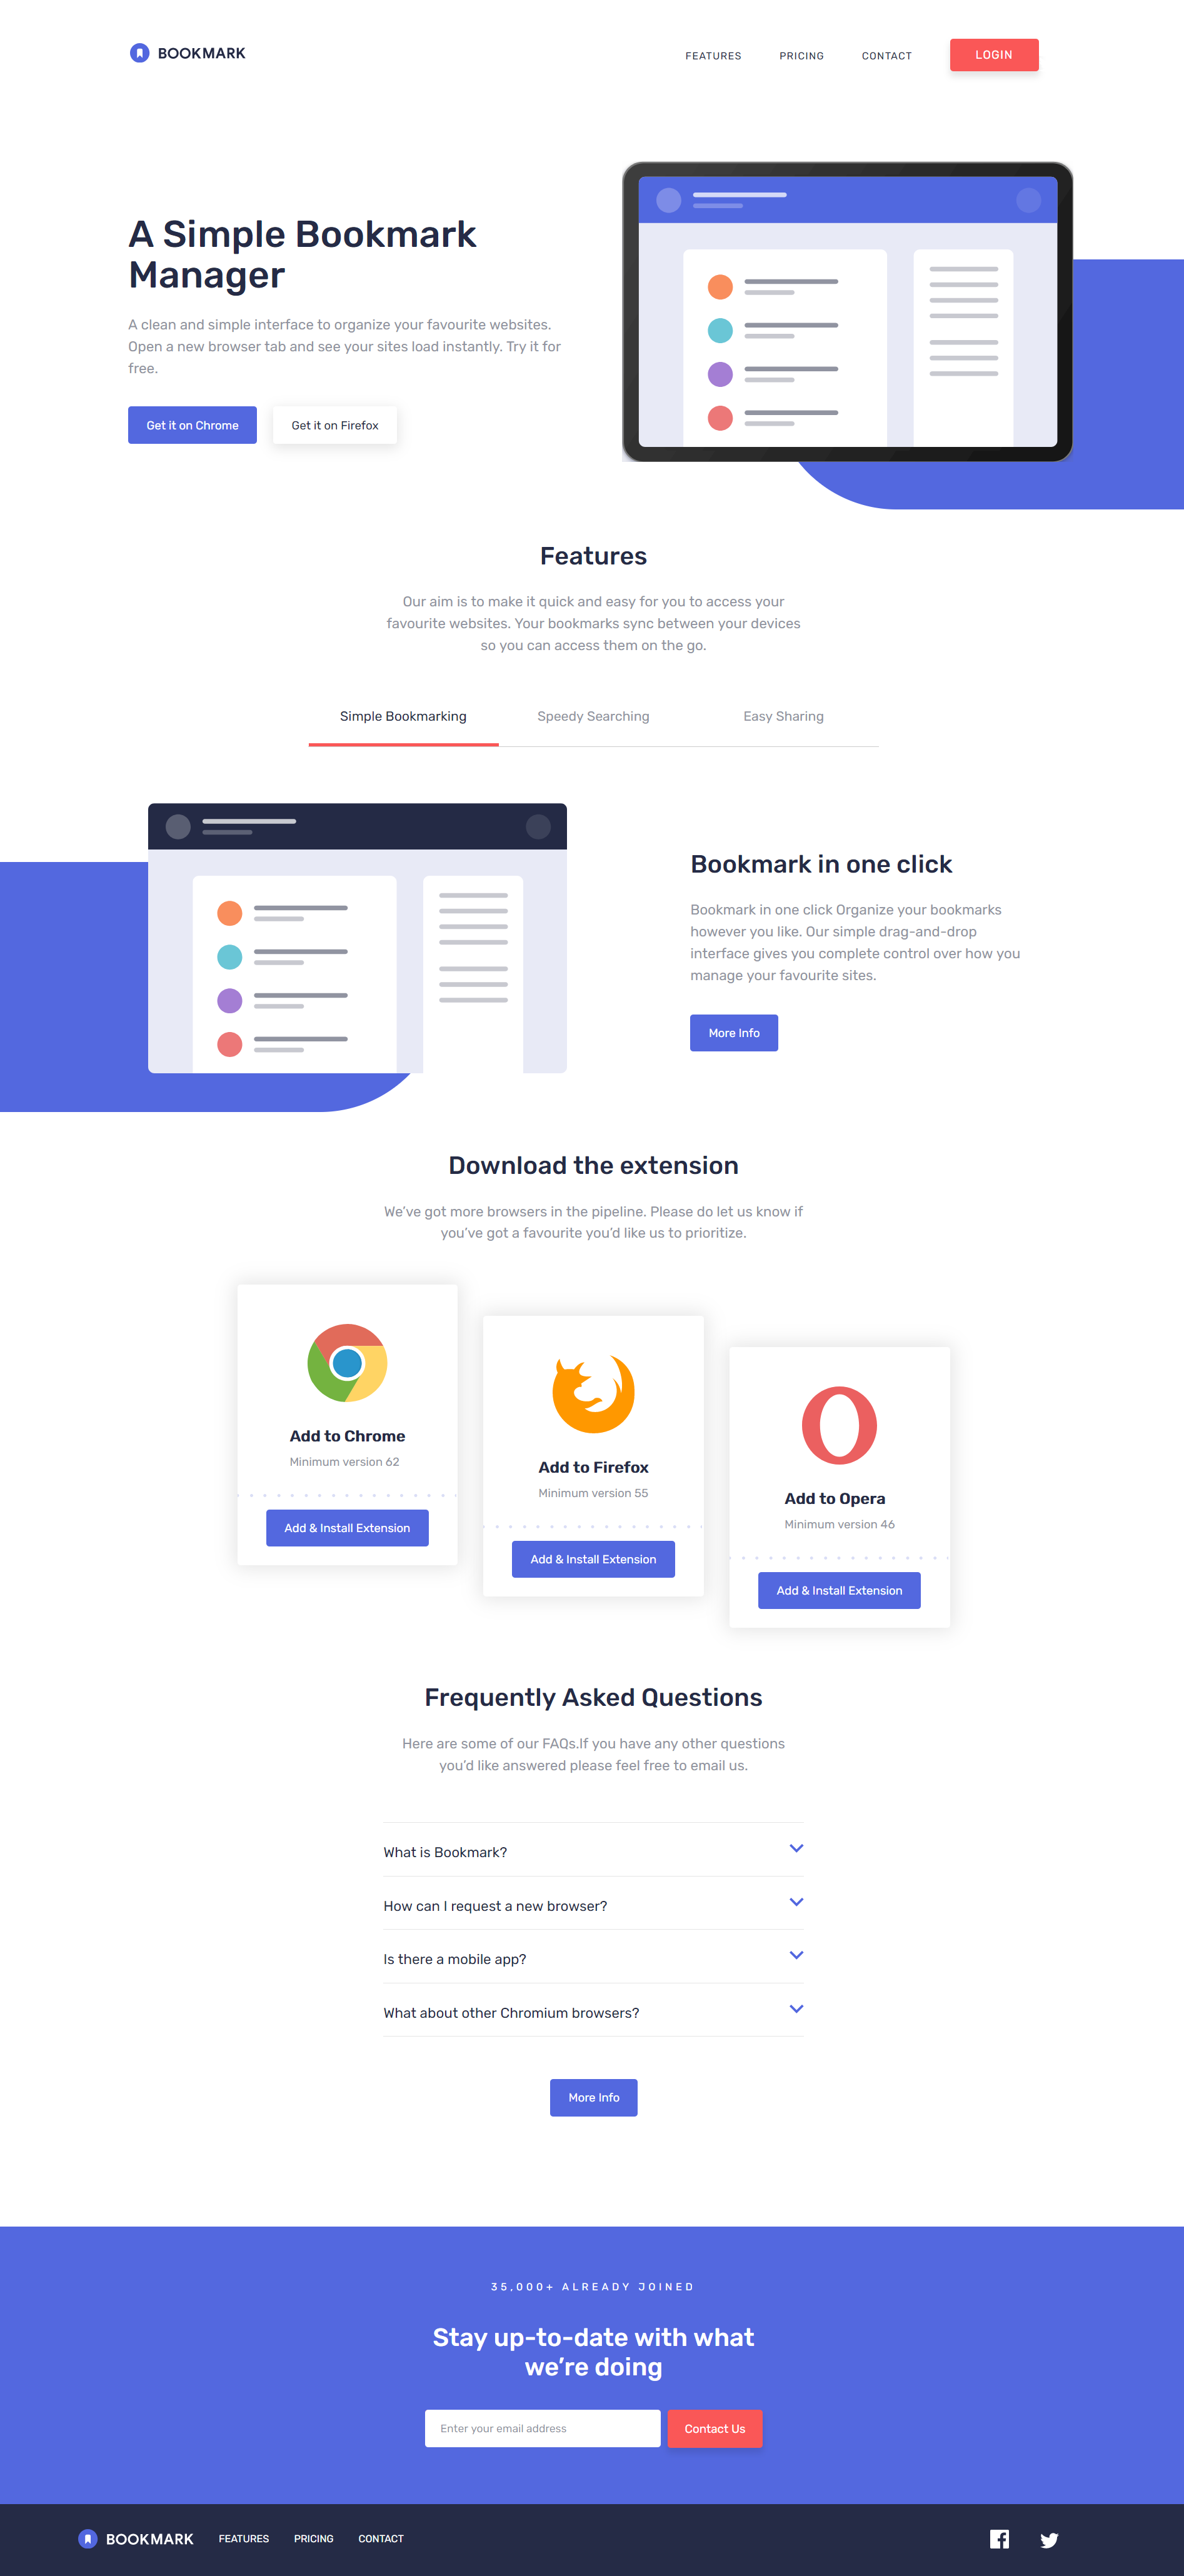 BOOKMARK
FEATURES
PRICING
CONTACT
LOGIN
A Simple Bookmark
Manager
A clean and simple interface to organize your favourite websites.
Open a new browser tab and see your sites load instantly. Try it for
free.
Get it on Chrome
Get it on Firefox
Features
Our aim is to make it quick and easy for you to access your
favourite websites. Your bookmarks sync between your devices
so you can access them on the go.
Simple Bookmarking
Speedy Searching
Easy Sharing
Bookmark in one click
Bookmark in one click Organize your bookmarks
however you like. Our simple drag-and-drop
interface gives you complete control over how you
manage your favourite sites.
More Info
Download the extension
We’ve got more browsers in the pipeline. Please do let us know if
you’ve got a favourite you’d like us to prioritize.
Add to Chrome
Minimum version 62
Add & Install Extension
Add to Firefox
Minimum version 55
Add & Install Extension
Add to Opera
Minimum version 46
Add & Install Extension
Frequently Asked Questions
Here are some of our FAQs.If you have any other questions
you’d like answered please feel free to email us.
What is Bookmark?
How can I request a new browser?
Is there a mobile app?
What about other Chromium browsers?
More Info
35,000+ ALREADY JOINED
Stay up-to-date with what
we’re doing
Enter your email address
Contact Us
BOOKMARK
FEATURES
PRICING
CONTACT